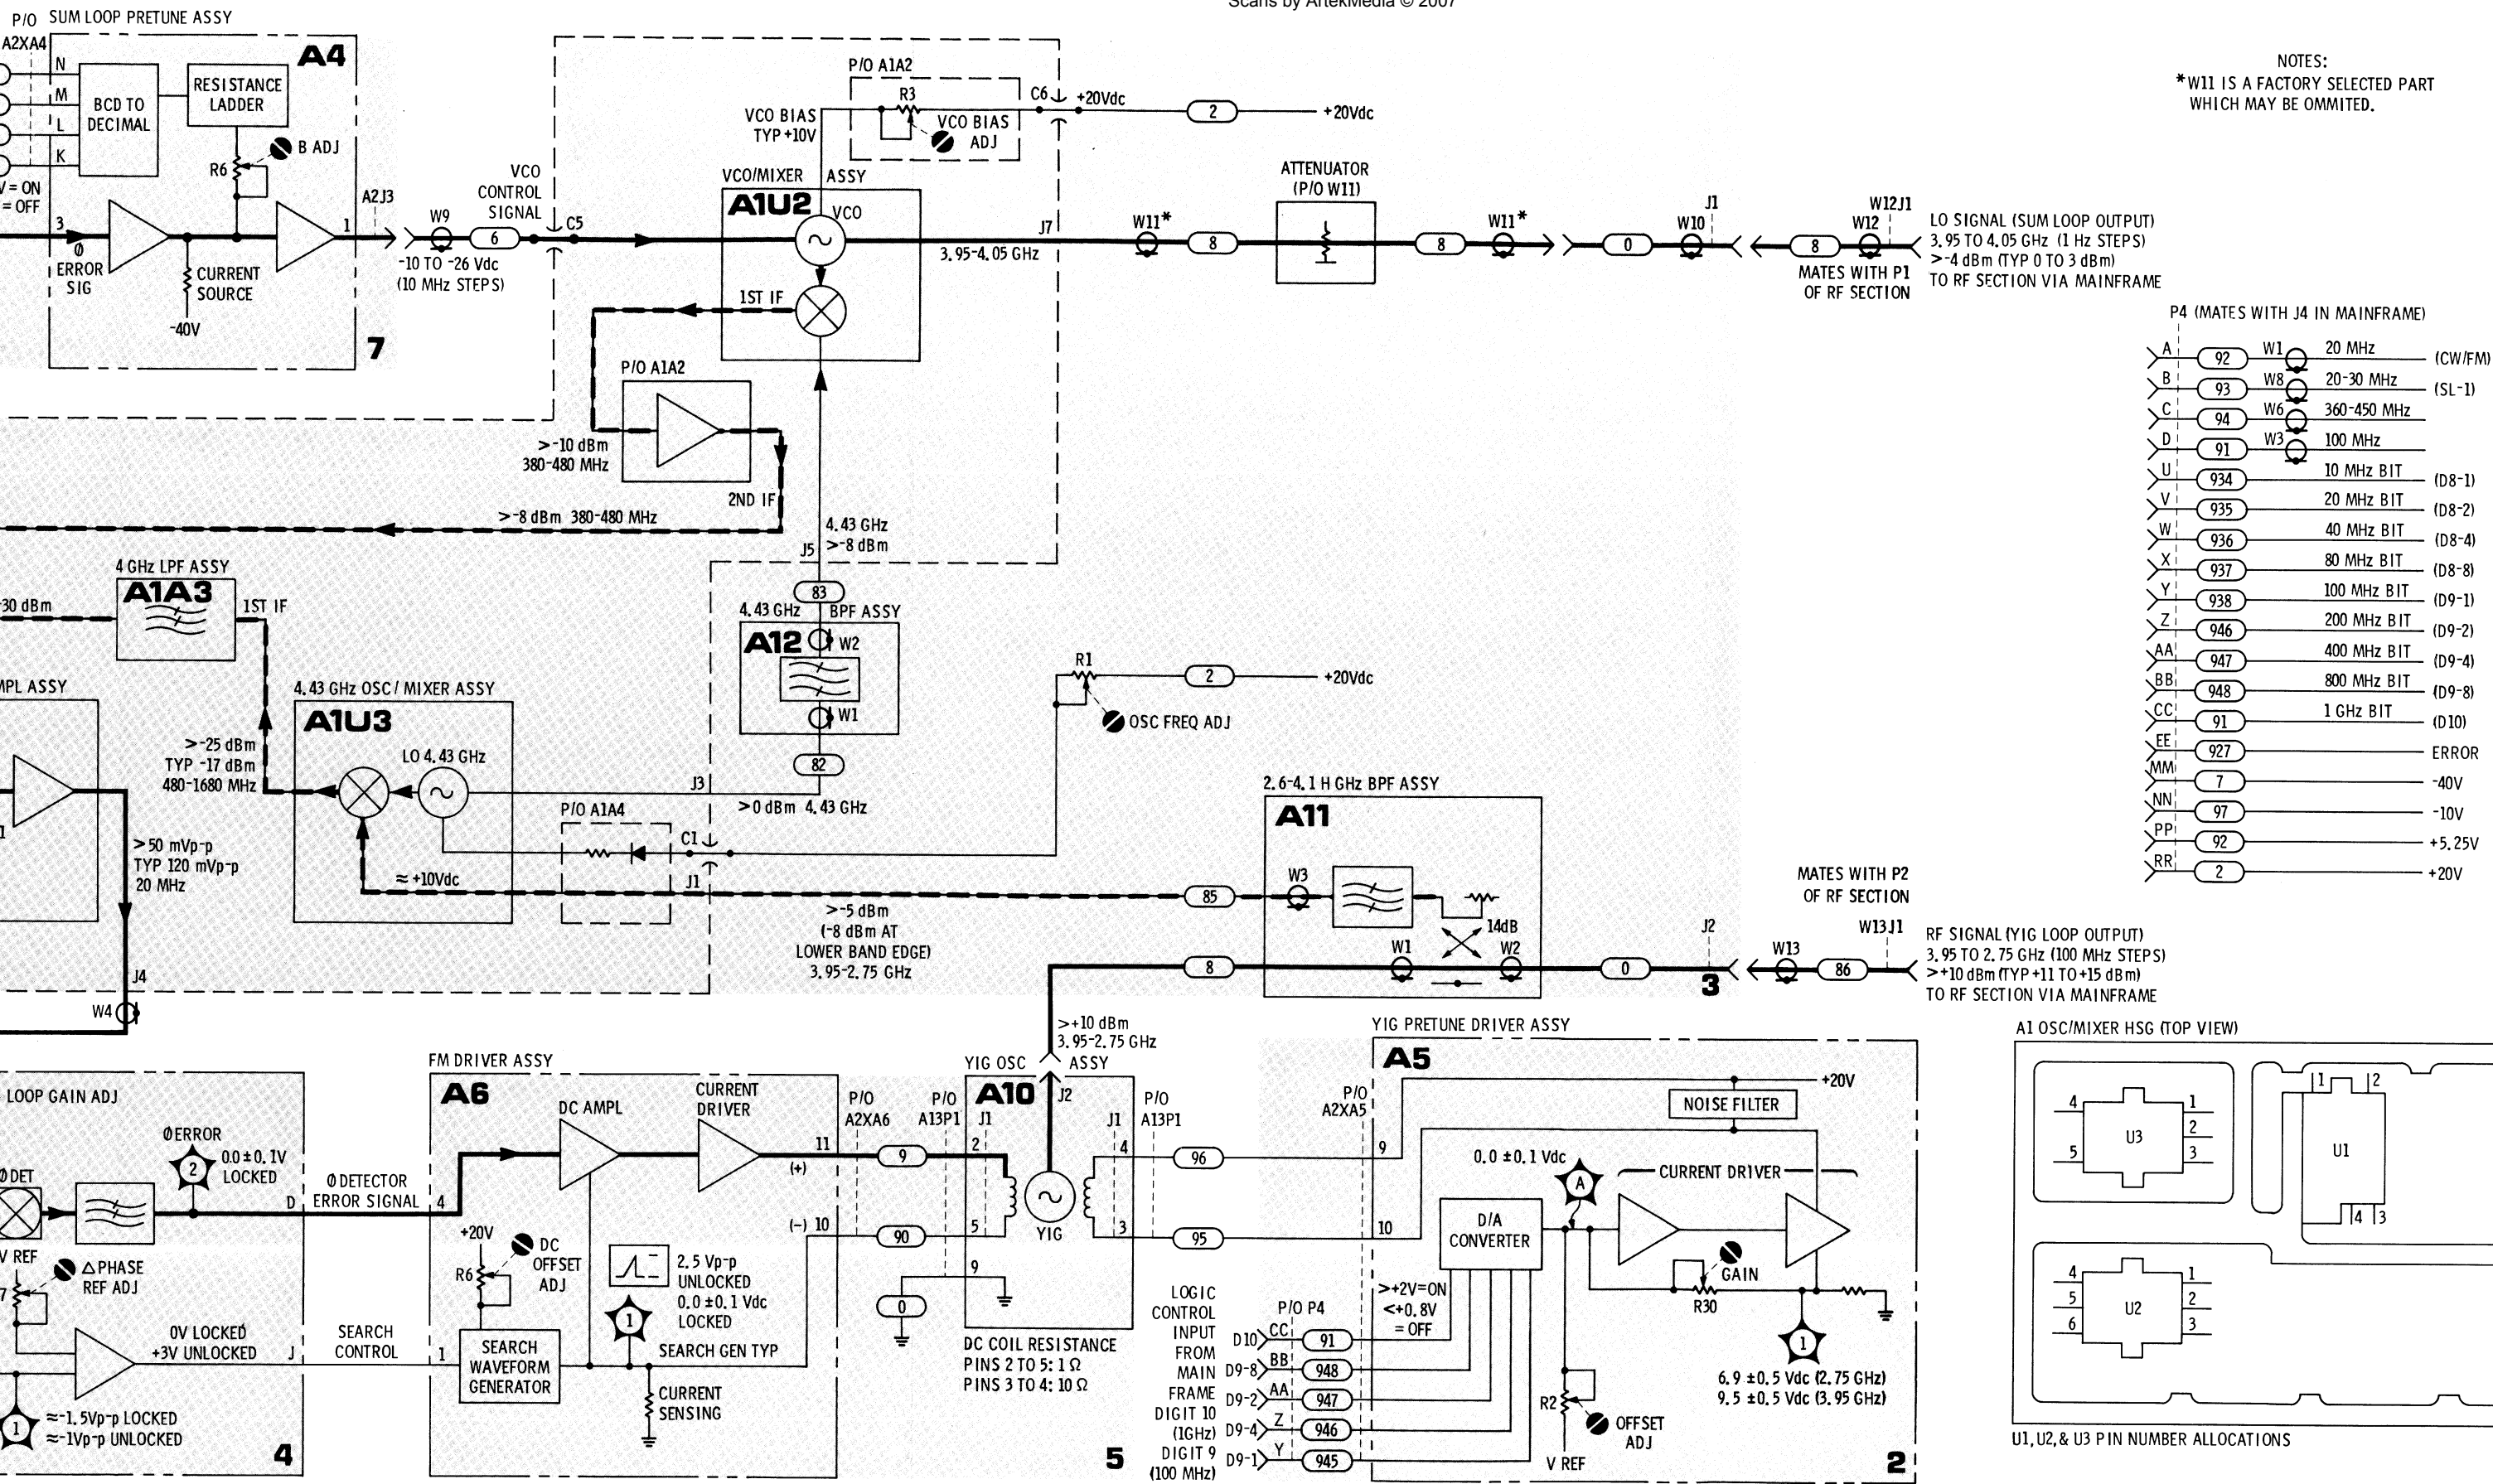 Scans by ArtekMedia © 2007
P/O SUM LOOP PRETUNE ASSY
A2XA4
A4
N
M
L
K
BCD TO
DECIMAL
RESISTANCE
LADDER
B ADJ
R6
V = ON
= OFF
3
Ø
ERROR
SIG
CURRENT
SOURCE
-40V
1
A2J3
7
W9
6
-10 TO -26 Vdc
(10 MHz STEPS)
VCO
CONTROL
SIGNAL
C5
P/O A1A2
R3
VCO BIAS
ADJ
VCO BIAS
TYP +10V
C6
+20Vdc
2
+20Vdc
VCO/MIXER ASSY
A1U2
VCO
1ST IF
J7
3.95-4.05 GHz
W11*
8
ATTENUATOR
(P/O W11)
8
W11*
0
W10
J1
8
W12
W12J1
MATES WITH P1
OF RF SECTION
LO SIGNAL (SUM LOOP OUTPUT)
3.95 TO 4.05 GHz (1 Hz STEPS)
>-4 dBm (TYP 0 TO 3 dBm)
TO RF SECTION VIA MAINFRAME
NOTES:
*W11 IS A FACTORY SELECTED PART
WHICH MAY BE OMMITED.
P/O A1A2
>-10 dBm
380-480 MHz
2ND IF
>-8 dBm 380-480 MHz
4.43 GHz
>-8 dBm
J5
83
4.43 GHz BPF ASSY
A12
W2
W1
82
J3
>0 dBm 4.43 GHz
4 GHz LPF ASSY
A1A3
1ST IF
-30 dBm
MPL ASSY
4.43 GHz OSC/MIXER ASSY
A1U3
LO 4.43 GHz
>-25 dBm
TYP -17 dBm
480-1680 MHz
P/O A1A4
C1
≈ +10Vdc
J1
>50 mVp-p
TYP 120 mVp-p
20 MHz
J4
W4
>-5 dBm
(-8 dBm AT
LOWER BAND EDGE)
3.95-2.75 GHz
R1
OSC FREQ ADJ
2
+20Vdc
2.6-4.1 H GHz BPF ASSY
A11
85
W3
14dB
W1
W2
8
0
J2
3
W13
86
W13J1
MATES WITH P2
OF RF SECTION
RF SIGNAL (YIG LOOP OUTPUT)
3.95 TO 2.75 GHz (100 MHz STEPS)
>+10 dBm (TYP +11 TO +15 dBm)
TO RF SECTION VIA MAINFRAME
P4 (MATES WITH J4 IN MAINFRAME)
A 92 W1 20 MHz (CW/FM)
B 93 W8 20-30 MHz (SL-1)
C 94 W6 360-450 MHz
D 91 W3 100 MHz
U 934 10 MHz BIT (D8-1)
V 935 20 MHz BIT (D8-2)
W 936 40 MHz BIT (D8-4)
X 937 80 MHz BIT (D8-8)
Y 938 100 MHz BIT (D9-1)
Z 946 200 MHz BIT (D9-2)
AA 947 400 MHz BIT (D9-4)
BB 948 800 MHz BIT (D9-8)
CC 91 1 GHz BIT (D10)
EE 927 ERROR
MM 7 -40V
NN 97 -10V
PP 92 +5.25V
RR 2 +20V
LOOP GAIN ADJ
Ø DET
Ø ERROR
2
0.0 ± 0.1V
LOCKED
V REF
7
△ PHASE
REF ADJ
D
Ø DETECTOR
ERROR SIGNAL
4
0V LOCKED
+3V UNLOCKED
J
SEARCH
CONTROL
1
1
≈-1.5Vp-p LOCKED
≈-1Vp-p UNLOCKED
4
FM DRIVER ASSY
A6
DC AMPL
CURRENT
DRIVER
+20V
R6
DC
OFFSET
ADJ
2.5 Vp-p
UNLOCKED
0.0 ± 0.1 Vdc
LOCKED
1
SEARCH
WAVEFORM
GENERATOR
SEARCH GEN TYP
CURRENT
SENSING
11
(+)
(-) 10
P/O
A2XA6
9
90
P/O
A13P1
0
5
YIG OSC ASSY
A10
>+10 dBm
3.95-2.75 GHz
J2
J1
J1
2
5
9
4
3
YIG
DC COIL RESISTANCE
PINS 2 TO 5: 1 Ω
PINS 3 TO 4: 10 Ω
P/O
A13P1
96
95
P/O
A2XA5
YIG PRETUNE DRIVER ASSY
A5
9
10
+20V
NOISE FILTER
0.0 ± 0.1 Vdc
A
CURRENT DRIVER
D/A
CONVERTER
GAIN
R30
>+2V=ON
<+0.8V
= OFF
1
6.9 ±0.5 Vdc (2.75 GHz)
9.5 ±0.5 Vdc (3.95 GHz)
R2
OFFSET
ADJ
V REF
2
LOGIC
CONTROL
INPUT
FROM
MAIN
FRAME
DIGIT 10
(1GHz)
DIGIT 9
(100 MHz)
P/O P4
D10 CC 91
D9-8 BB 948
D9-2 AA 947
D9-4 Z 946
D9-1 Y 945
A1 OSC/MIXER HSG (TOP VIEW)
4
5
U3
1
2
3
1
2
U1
4
3
4
5
6
U2
1
2
3
U1, U2, & U3 PIN NUMBER ALLOCATIONS